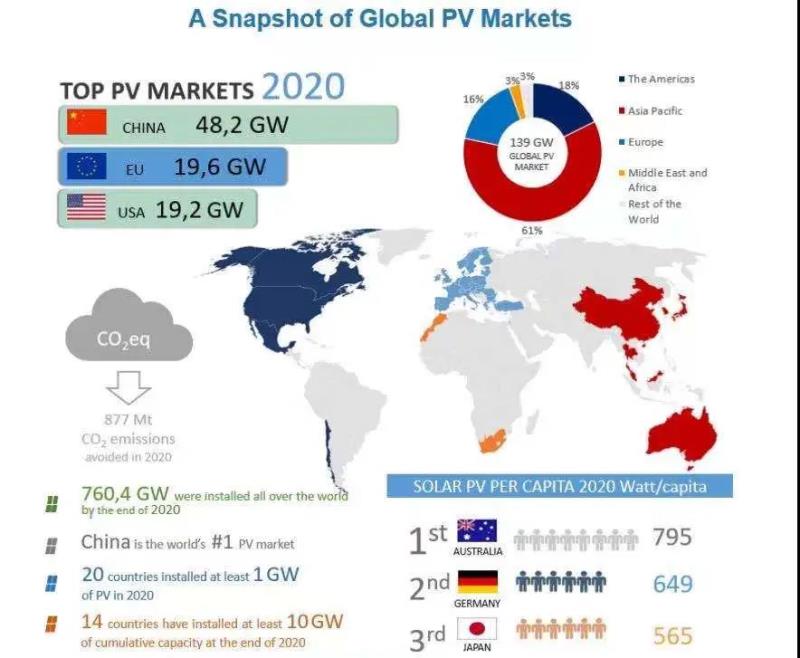 A Snapshot of Global PV Markets
TOP PV MARKETS 2020
CHINA 48,2 GW
EU 19,6 GW
USA 19,2 GW
3%
3%
18%
16%
61%
139 GW
GLOBAL PV
MARKET
The Americas
Asia Pacific
Europe
Middle East and
Africa
Rest of the
World
CO2eq
877 Mt
CO2 emissions
avoided in 2020
760,4 GW were installed all over the world
by the end of 2020
China is the world's #1 PV market
20 countries installed at least 1 GW
of PV in 2020
14 countries have installed at least 10 GW
of cumulative capacity at the end of 2020
SOLAR PV PER CAPITA 2020 Watt/capita
1st AUSTRALIA 795
2nd GERMANY 649
3rd JAPAN 565